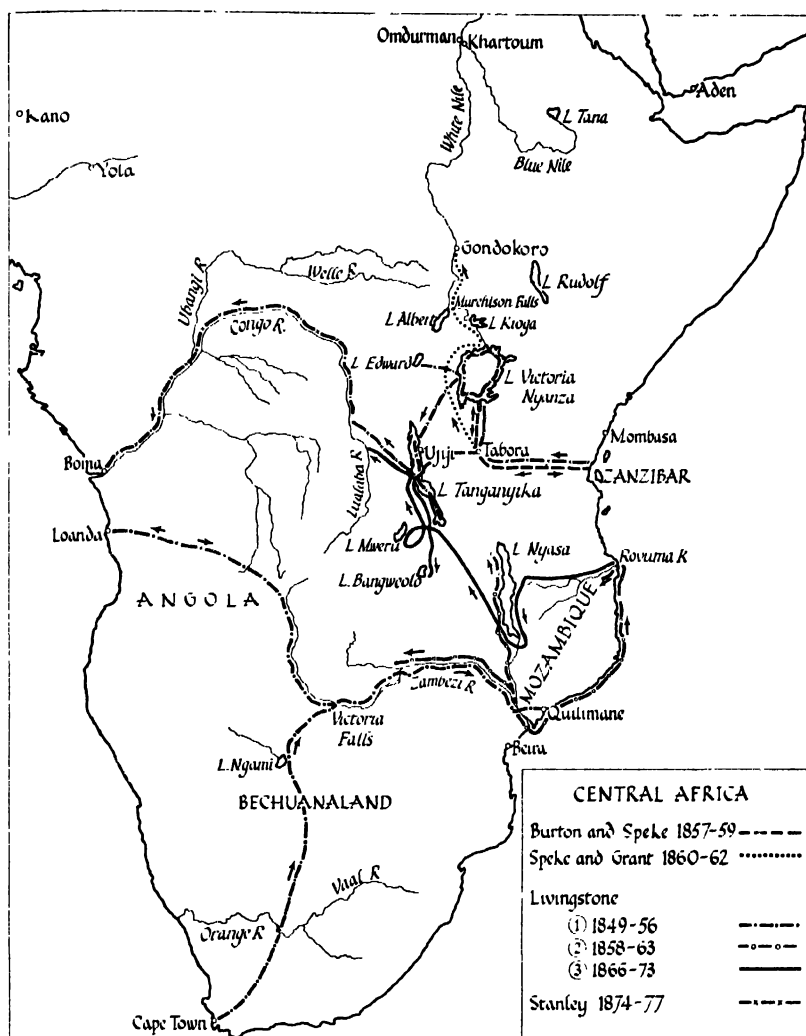 Omdurman
Khartoum
Aden
Kano
L Tana
White Nile
Blue Nile
Yola
Gondokoro
Ubangi R
Welle R
L Rudolf
Murchison Falls
L Albert
L Kioga
Congo R.
L Edward
L Victoria
Nyanza
Mombasa
Ujiji
Tabora
Boma
ZANZIBAR
Lualaba R
L Tanganyika
Loanda
L Mweru
L Nyasa
Rovuma R
L. Bangweolo
ANGOLA
MOZAMBIQUE
Zambezi R
Quilimane
Victoria
Falls
Beira
L. Ngami
BECHUANALAND
Vaal R
Orange R
Cape Town
CENTRAL AFRICA
Burton and Speke 1857-59
Speke and Grant 1860-62
Livingstone
① 1849-56
② 1858-63
③ 1866-73
Stanley 1874-77